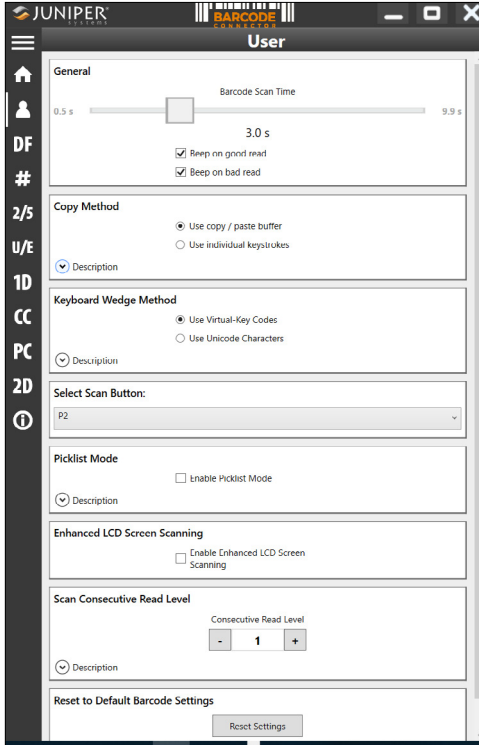 JUNIPER®
systems
BARCODE
CONNECTOR
User
General
Barcode Scan Time
0.5 s
9.9 s
3.0 s
Beep on good read
Beep on bad read
Copy Method
Use copy / paste buffer
Use individual keystrokes
Description
Keyboard Wedge Method
Use Virtual-Key Codes
Use Unicode Characters
Description
Select Scan Button:
P2
Picklist Mode
Enable Picklist Mode
Description
Enhanced LCD Screen Scanning
Enable Enhanced LCD Screen
Scanning
Scan Consecutive Read Level
Consecutive Read Level
- 1 +
Description
Reset to Default Barcode Settings
Reset Settings
DF
#
2/5
U/E
1D
CC
PC
2D